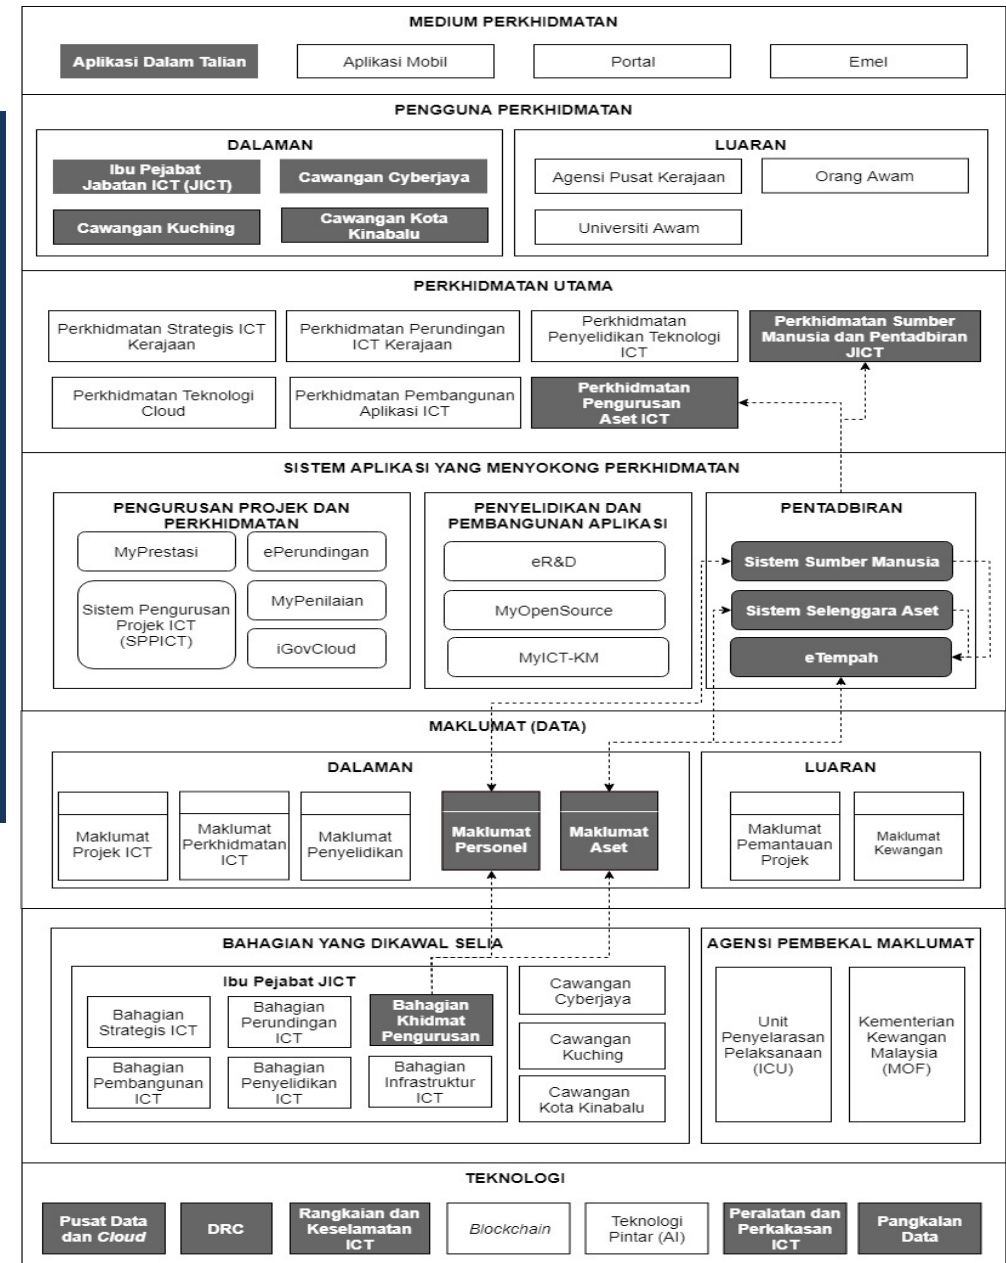 MEDIUM PERKHIDMATAN
Aplikasi Dalam Talian
Aplikasi Mobil
Portal
Emel
PENGGUNA PERKHIDMATAN
DALAMAN
Ibu Pejabat
Jabatan ICT (JICT)
Cawangan Cyberjaya
Cawangan Kuching
Cawangan Kota
Kinabalu
LUARAN
Agensi Pusat Kerajaan
Orang Awam
Universiti Awam
PERKHIDMATAN UTAMA
Perkhidmatan Strategis ICT
Kerajaan
Perkhidmatan Perundingan
ICT Kerajaan
Perkhidmatan
Penyelidikan Teknologi
ICT
Perkhidmatan Sumber
Manusia dan Pentadbiran
JICT
Perkhidmatan Teknologi
Cloud
Perkhidmatan Pembangunan
Aplikasi ICT
Perkhidmatan
Pengurusan
Aset ICT
SISTEM APLIKASI YANG MENYOKONG PERKHIDMATAN
PENGURUSAN PROJEK DAN
PERKHIDMATAN
MyPrestasi
ePerundingan
Sistem Pengurusan
Projek ICT
(SPPICT)
MyPenilaian
iGovCloud
PENYELIDIKAN DAN
PEMBANGUNAN APLIKASI
eR&D
MyOpenSource
MyICT-KM
PENTADBIRAN
Sistem Sumber Manusia
Sistem Selenggara Aset
eTempah
MAKLUMAT (DATA)
DALAMAN
Maklumat
Projek ICT
Maklumat
Perkhidmatan
ICT
Maklumat
Penyelidikan
Maklumat
Personel
Maklumat
Aset
LUARAN
Maklumat
Pemantauan
Projek
Maklumat
Kewangan
BAHAGIAN YANG DIKAWAL SELIA
Ibu Pejabat JICT
Bahagian
Strategis ICT
Bahagian
Perundingan
ICT
Bahagian
Khidmat
Pengurusan
Bahagian
Pembangunan
ICT
Bahagian
Penyelidikan
ICT
Bahagian
Infrastruktur
ICT
Cawangan
Cyberjaya
Cawangan
Kuching
Cawangan
Kota Kinabalu
AGENSI PEMBEKAL MAKLUMAT
Unit
Penyelarasan
Pelaksanaan
(ICU)
Kementerian
Kewangan
Malaysia
(MOF)
TEKNOLOGI
Pusat Data
dan Cloud
DRC
Rangkaian dan
Keselamatan
ICT
Blockchain
Teknologi
Pintar (AI)
Peralatan dan
Perkakasan
ICT
Pangkalan
Data